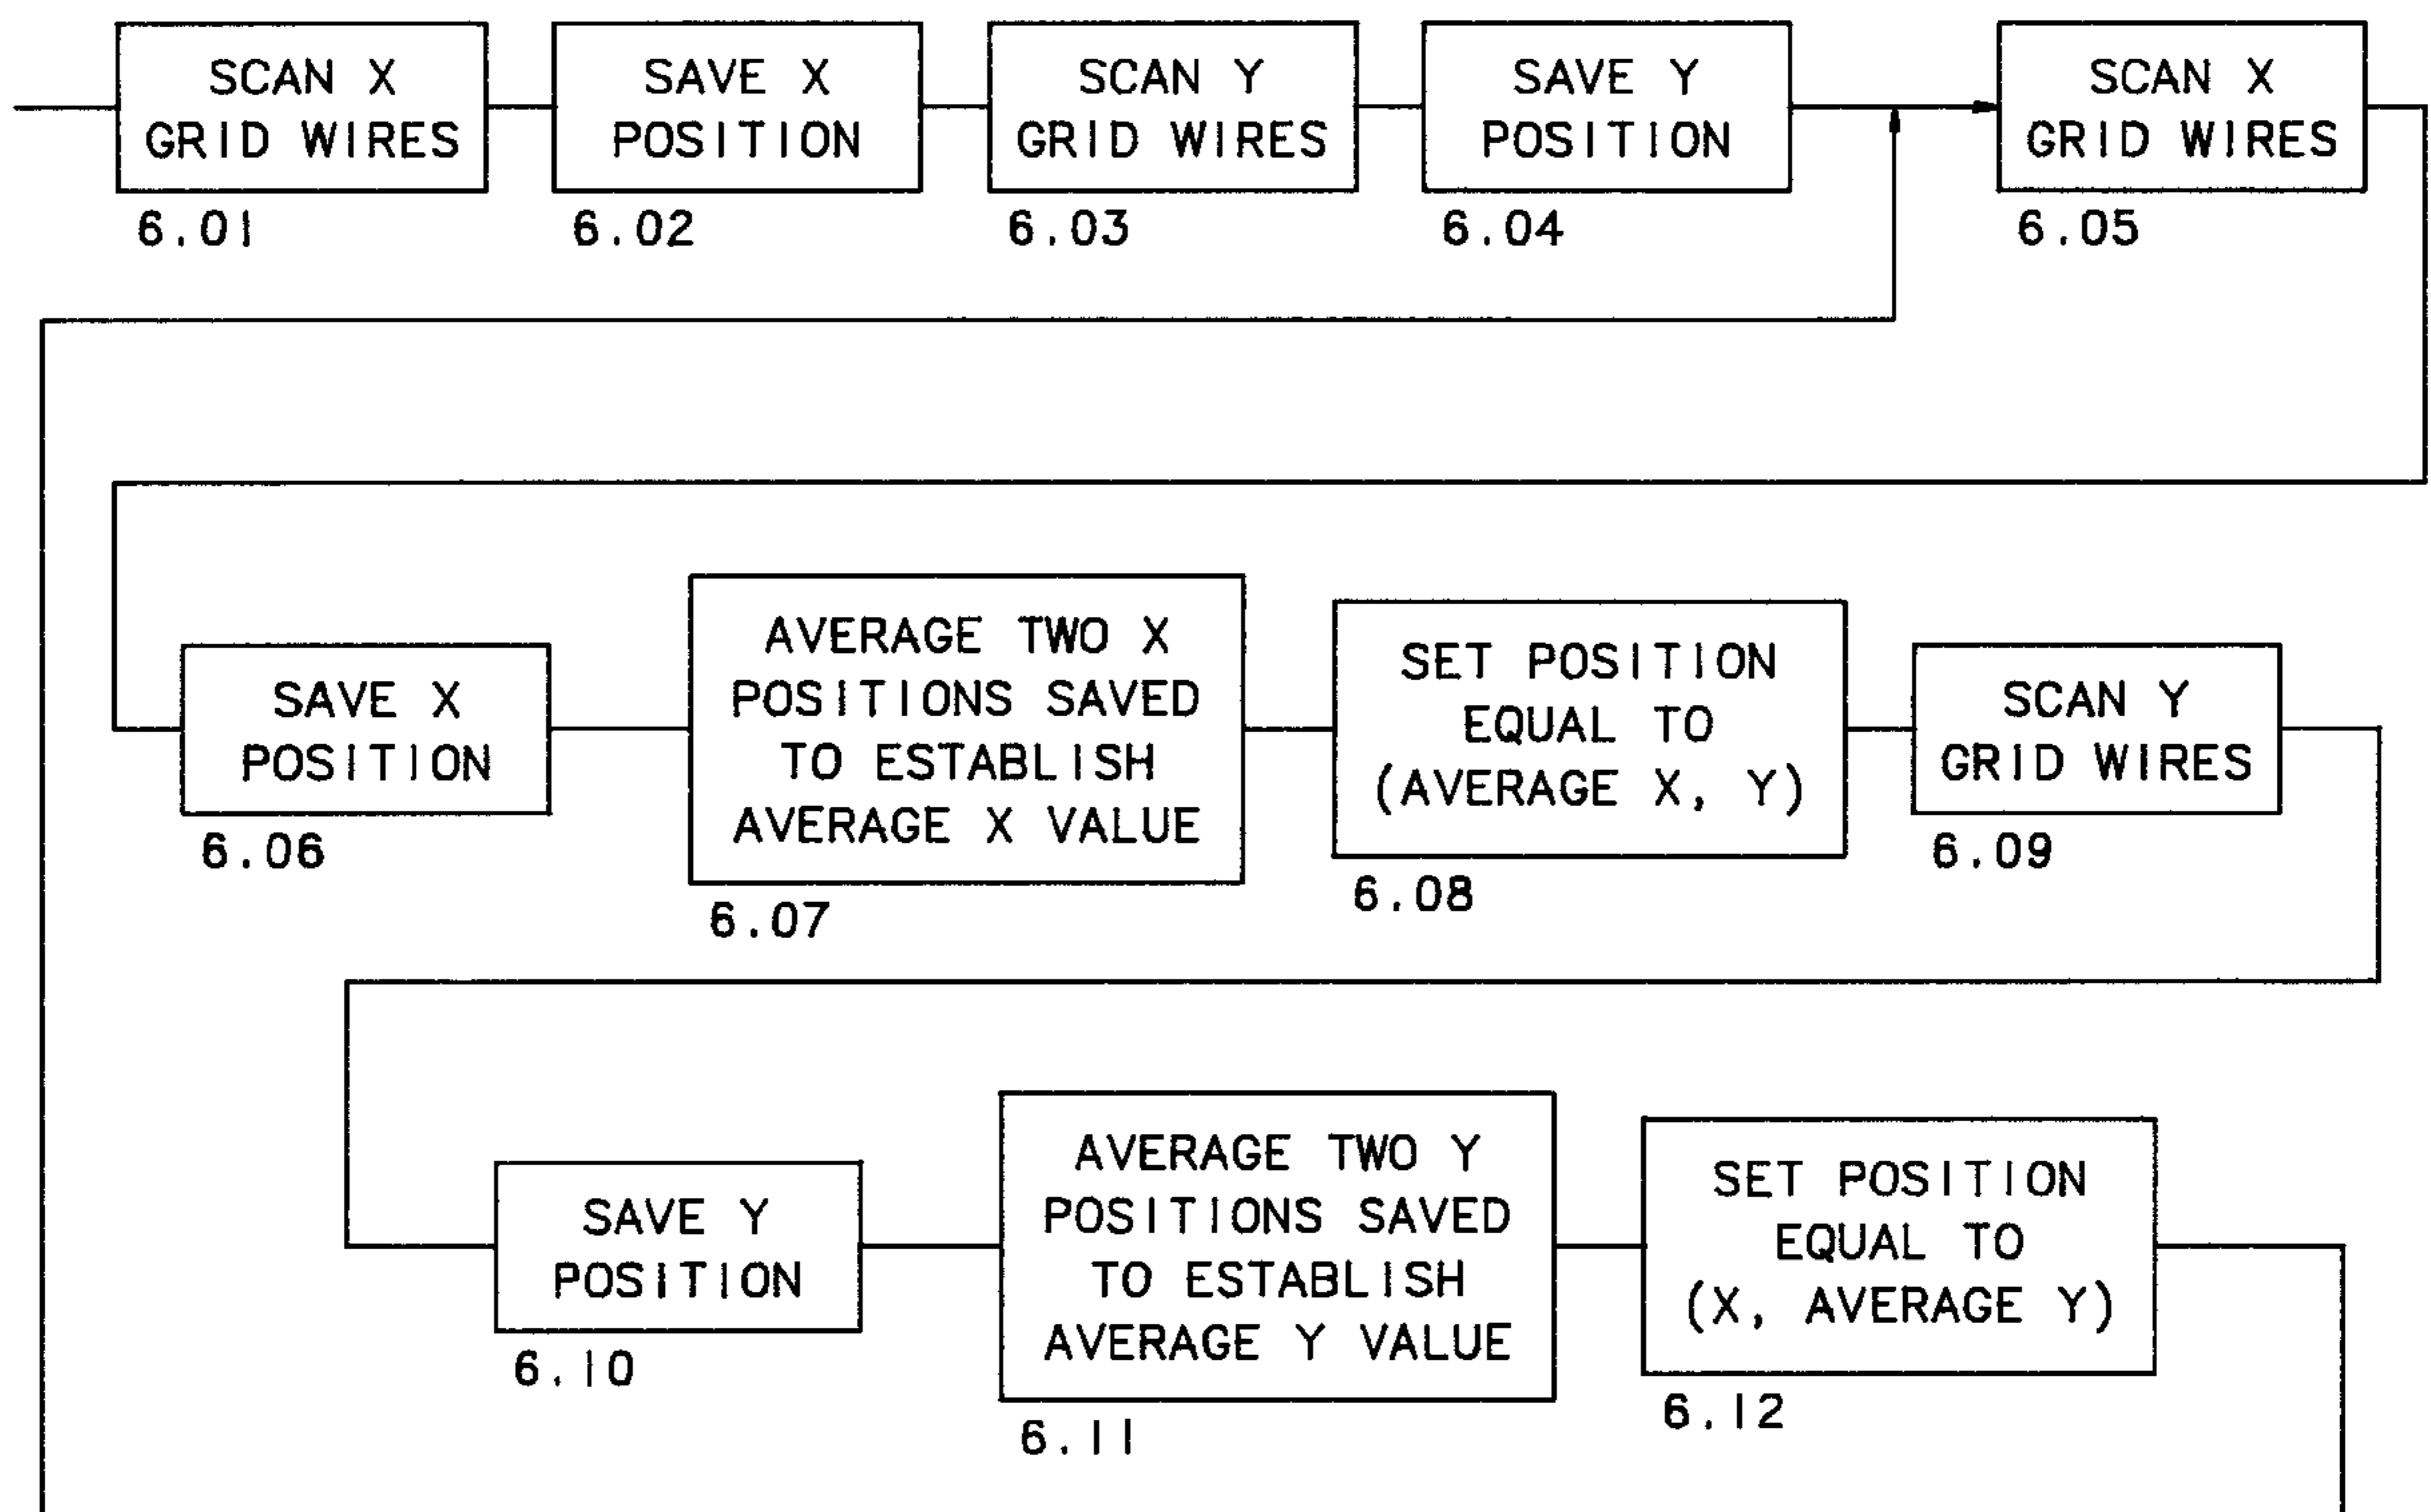 SCAN X
GRID WIRES
6.01
SAVE X
POSITION
6.02
SCAN Y
GRID WIRES
6.03
SAVE Y
POSITION
6.04
SCAN X
GRID WIRES
6.05
SAVE X
POSITION
6.06
AVERAGE TWO X
POSITIONS SAVED
TO ESTABLISH
AVERAGE X VALUE
6.07
SET POSITION
EQUAL TO
(AVERAGE X, Y)
6.08
SCAN Y
GRID WIRES
6.09
SAVE Y
POSITION
6.10
AVERAGE TWO Y
POSITIONS SAVED
TO ESTABLISH
AVERAGE Y VALUE
6.11
SET POSITION
EQUAL TO
(X, AVERAGE Y)
6.12